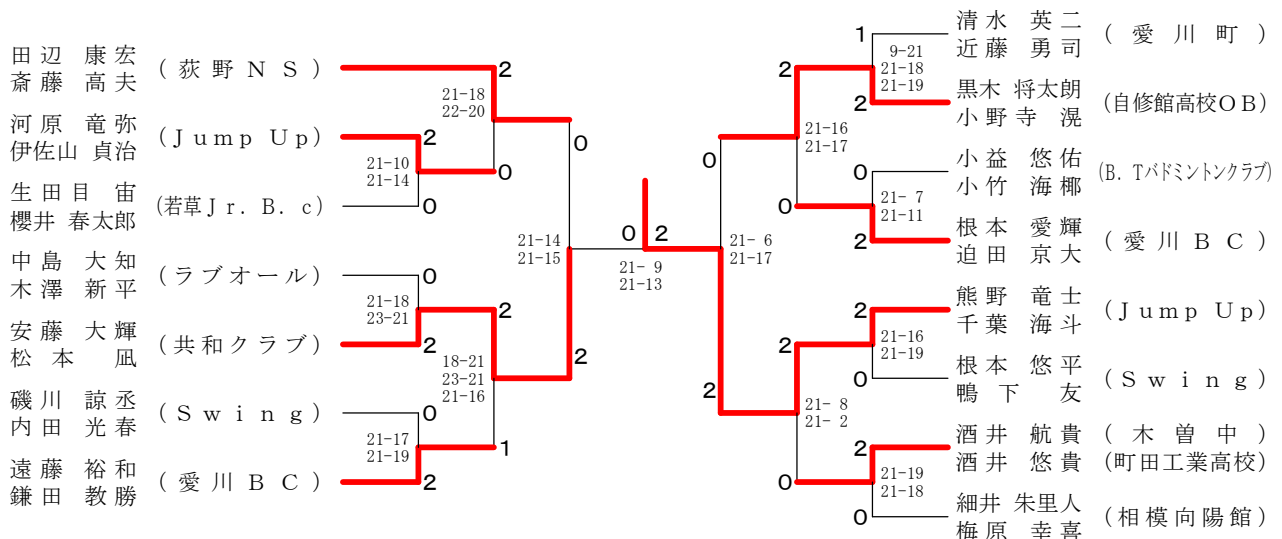 田辺 康宏
斎藤 高夫
(荻野NS)
河原 竜弥
伊佐山 貞治
(Jump Up)
生田目 宙
櫻井 春太郎
(若草Jr. B. c)
中島 大知
木澤 新平
(ラブオール)
安藤 大輝
松本 凪
(共和クラブ)
磯川 諒丞
内田 光春
(Swing)
遠藤 裕和
鎌田 教勝
(愛川BC)
2
21-18
22-20
2
21-10
21-14
0
0
0
0
21-18
23-21
2
2
18-21
23-21
21-16
0
21-17
21-19
2
1
21-14
21-15
2
0 2
21- 9
21-13
清水 英二
近藤 勇司
(愛川町)
黒木 将太朗
小野寺 滉
(自修館高校OB)
小益 悠佑
小竹 海椰
(B. Tバドミントンクラブ)
根本 愛輝
迫田 京大
(愛川BC)
熊野 竜士
千葉 海斗
(Jump Up)
根本 悠平
鴨下 友
(Swing)
酒井 航貴
(木曽中)
酒井 悠貴
(町田工業高校)
細井 朱里人
梅原 幸喜
(相模向陽館)
1
9-21
21-18
21-19
2
2
21-16
21-17
0
0
21- 7
21-11
2
0
21- 6
21-17
2
2
21-16
21-19
0
2
21- 8
21- 2
0
2
21-19
21-18
0